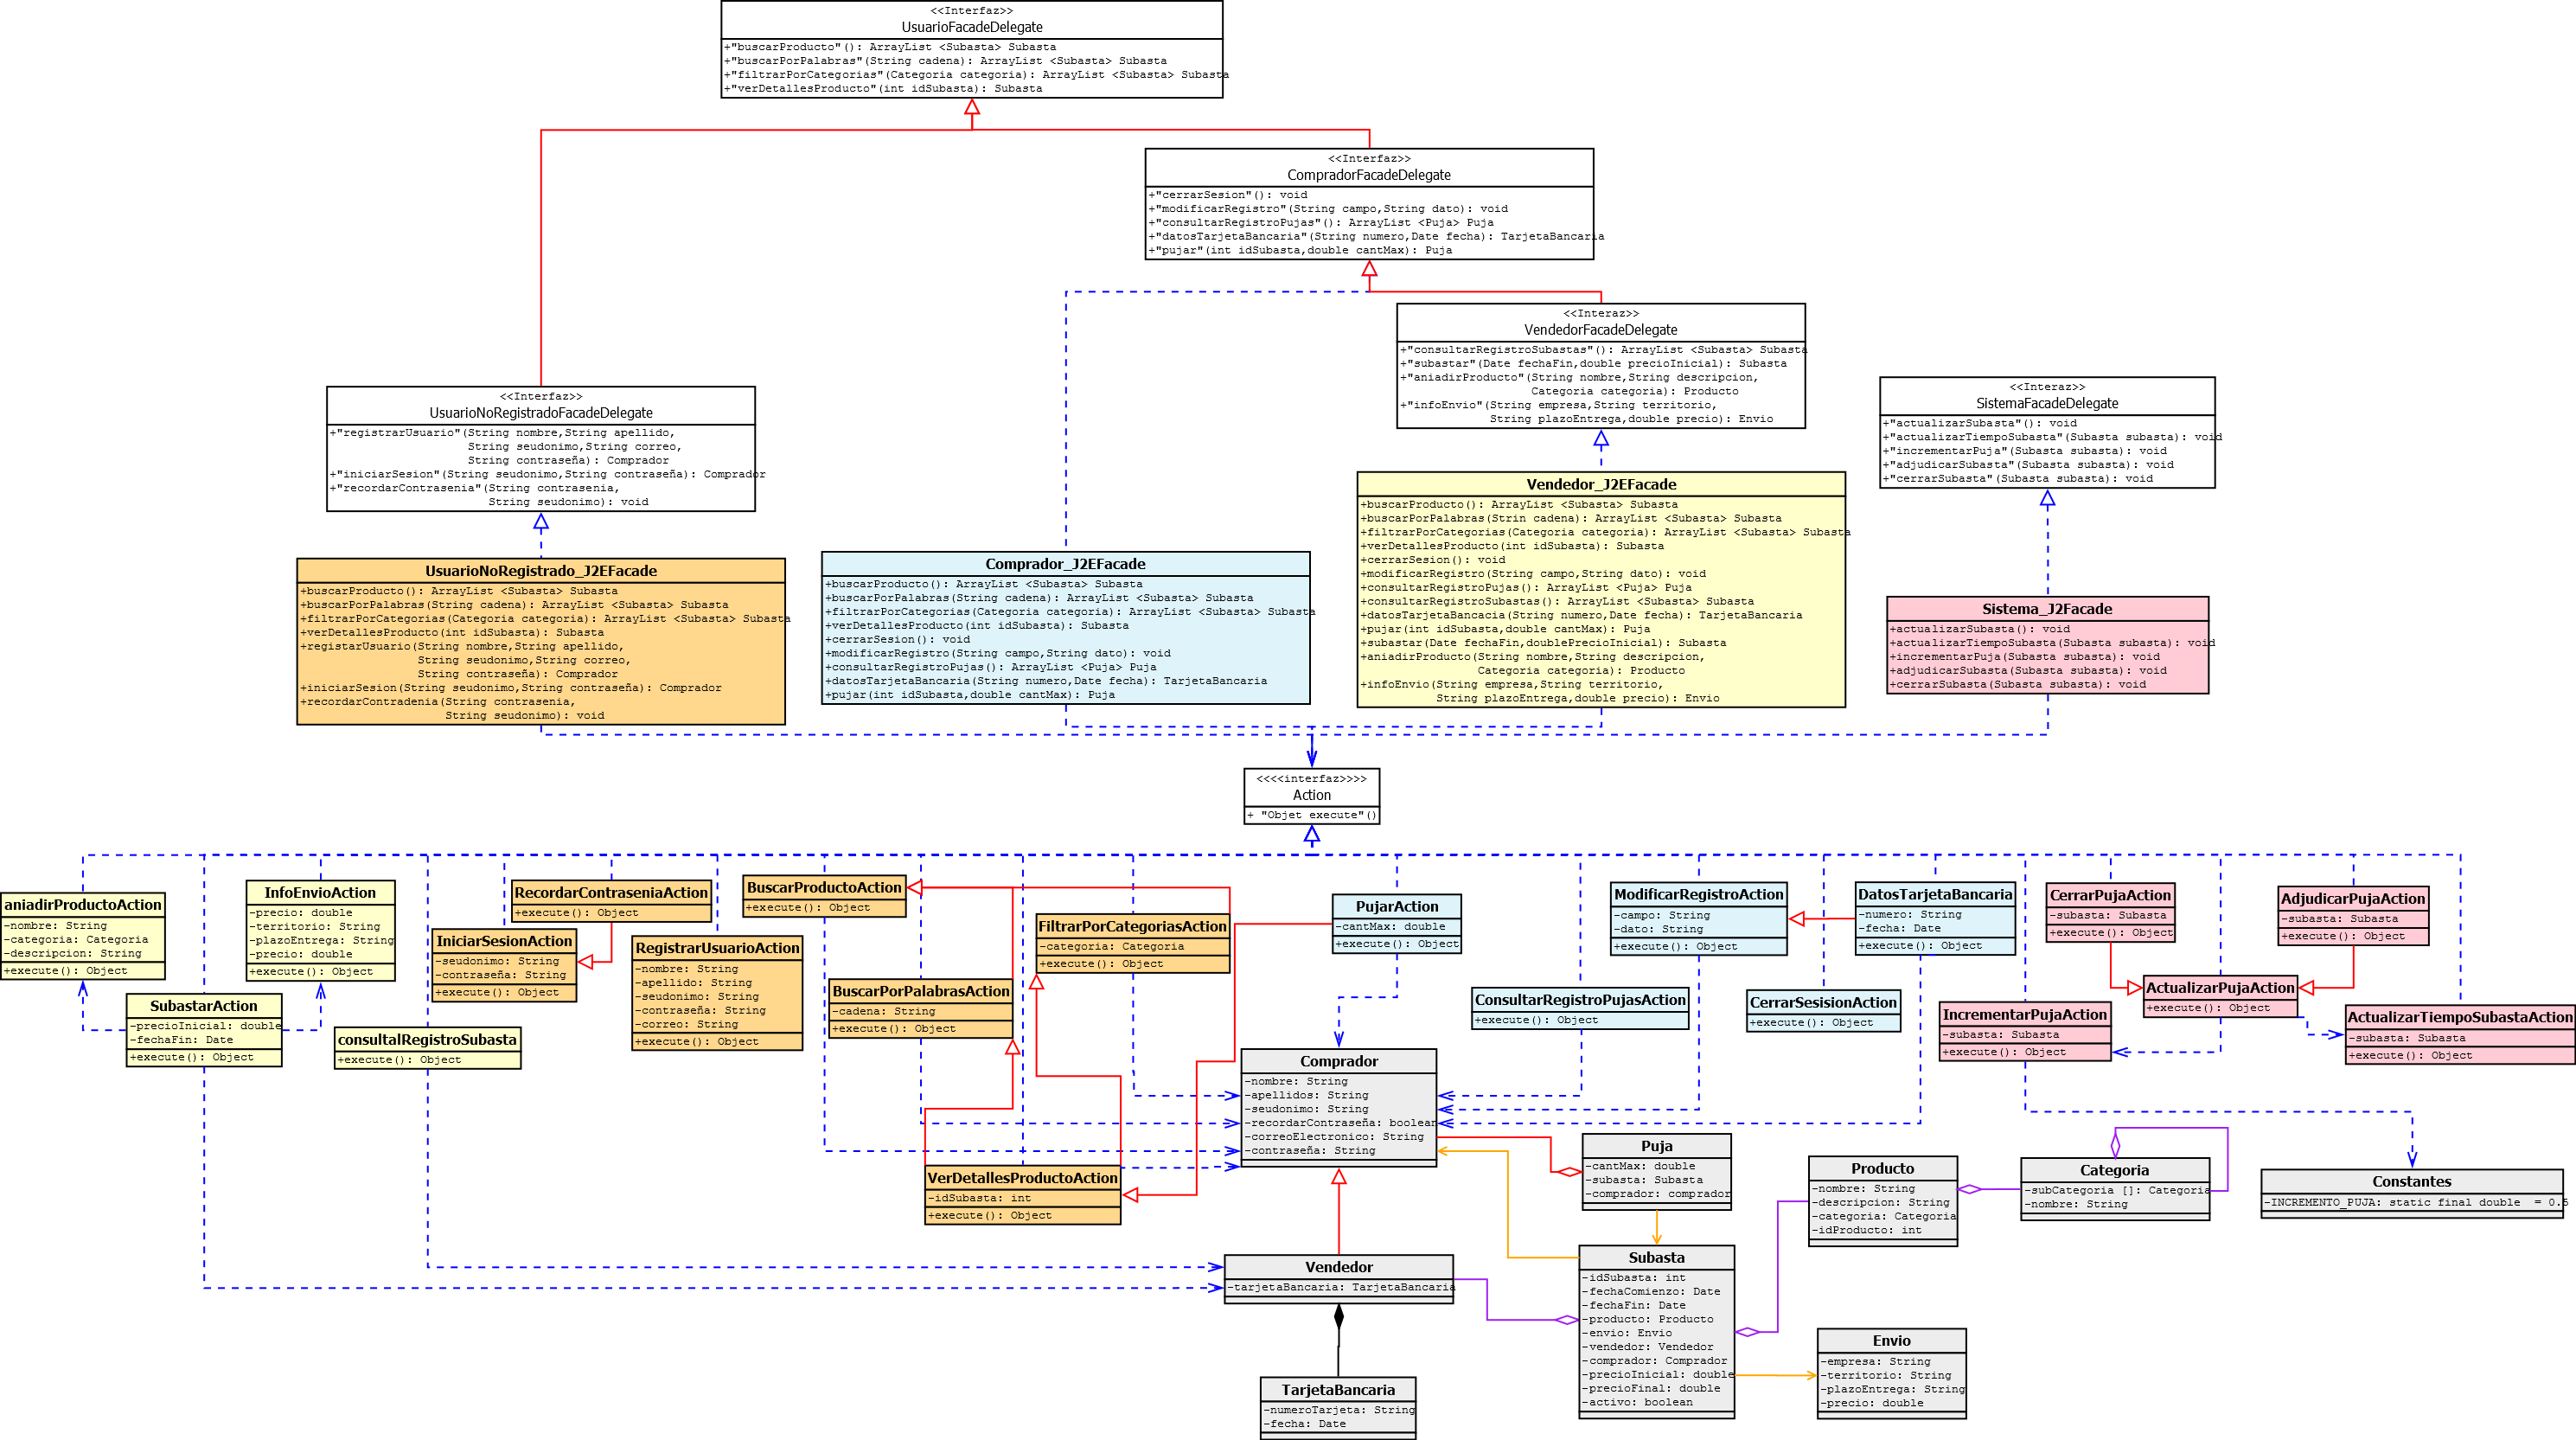 <<Interfaz>>
UsuarioFacadeDelegate
+"buscarProducto"(): ArrayList <Subasta> Subasta
+"buscarPorPalabras"(String cadena): ArrayList <Subasta> Subasta
+"filtrarPorCategorias"(Categoria categoria): ArrayList <Subasta> Subasta
+"verDetallesProducto"(int idSubasta): Subasta
<<Interfaz>>
CompradorFacadeDelegate
+"cerrarSesion"(): void
+"modificarRegistro"(String campo,String dato): void
+"consultarRegistroPujas"(): ArrayList <Puja> Puja
+"datosTarjetaBancaria"(String numero,Date fecha): TarjetaBancaria
+"pujar"(int idSubasta,double cantMax): Puja
<<Interaz>>
VendedorFacadeDelegate
+"consultarRegistroSubastas"(): ArrayList <Subasta> Subasta
+"subastar"(Date fechaFin,double precioInicial): Subasta
+"aniadirProducto"(String nombre,String descripcion,
Categoria categoria): Producto
+"infoEnvio"(String empresa,String territorio,
String plazoEntrega,double precio): Envio
<<Interfaz>>
UsuarioNoRegistradoFacadeDelegate
+"registrarUsuario"(String nombre,String apellido,
String seudonimo,String correo,
String contraseña): Comprador
+"iniciarSesion"(String seudonimo,String contraseña): Comprador
+"recordarContrasenia"(String contrasenia,
String seudonimo): void
<<Interaz>>
SistemaFacadeDelegate
+"actualizarSubasta"(): void
+"actualizarTiempoSubasta"(Subasta subasta): void
+"incrementarPuja"(Subasta subasta): void
+"adjudicarSubasta"(Subasta subasta): void
+"cerrarSubasta"(Subasta subasta): void
UsuarioNoRegistrado_J2EFacade
+buscarProducto(): ArrayList <Subasta> Subasta
+buscarPorPalabras(String cadena): ArrayList <Subasta> Subasta
+filtrarPorCategorias(Categoria categoria): ArrayList <Subasta> Subasta
+verDetallesProducto(int idSubasta): Subasta
+registarUsuario(String nombre,String apellido,
String seudonimo,String correo,
String contraseña): Comprador
+iniciarSesion(String seudonimo,String contraseña): Comprador
+recordarContradenia(String contrasenia,
String seudonimo): void
Comprador_J2EFacade
+buscarProducto(): ArrayList <Subasta> Subasta
+buscarPorPalabras(String cadena): ArrayList <Subasta> Subasta
+filtrarPorCategorias(Categoria categoria): ArrayList <Subasta> Subasta
+verDetallesProducto(int idSubasta): Subasta
+cerrarSesion(): void
+modificarRegistro(String campo,String dato): void
+consultarRegistroPujas(): ArrayList <Puja> Puja
+datosTarjetaBancaria(String numero,Date fecha): TarjetaBancaria
+pujar(int idSubasta,double cantMax): Puja
Vendedor_J2EFacade
+buscarProducto(): ArrayList <Subasta> Subasta
+buscarPorPalabras(Strin cadena): ArrayList <Subasta> Subasta
+filtrarPorCategorias(Categoria categoria): ArrayList <Subasta> Subasta
+verDetallesProducto(int idSubasta): Subasta
+cerrarSesion(): void
+modificarRegistro(String campo,String dato): void
+consultarRegistroPujas(): ArrayList <Puja> Puja
+consultarRegistroSubastas(): ArrayList <Subasta> Subasta
+datosTarjetaBancacia(String numero,Date fecha): TarjetaBancaria
+pujar(int idSubasta,double cantMax): Puja
+subastar(Date fechaFin,doublePrecioInicial): Subasta
+aniadirProducto(String nombre,String descripcion,
Categoria categoria): Producto
+infoEnvio(String empresa,String territorio,
String plazoEntrega,double precio): Envio
Sistema_J2Facade
+actualizarSubasta(): void
+actualizarTiempoSubasta(Subasta subasta): void
+incrementarPuja(Subasta subasta): void
+adjudicarSubasta(Subasta subasta): void
+cerrarSubasta(Subasta subasta): void
<<<<interfaz>>>>
Action
+ "Objet execute"()
aniadirProductoAction
-nombre: String
-categoria: Categoria
-descripcion: String
+execute(): Object
InfoEnvioAction
-precio: double
-territorio: String
-plazoEntrega: String
-precio: double
+execute(): Object
SubastarAction
-precioInicial: double
-fechaFin: Date
+execute(): Object
consultalRegistroSubasta
+execute(): Object
IniciarSesionAction
-seudonimo: String
-contraseña: String
+execute(): Object
RecordarContraseniaAction
+execute(): Object
RegistrarUsuarioAction
-nombre: String
-apellido: String
-seudonimo: String
-contraseña: String
-correo: String
+execute(): Object
BuscarProductoAction
+execute(): Object
BuscarPorPalabrasAction
-cadena: String
+execute(): Object
FiltrarPorCategoriasAction
-categoria: Categoria
+execute(): Object
VerDetallesProductoAction
-idSubasta: int
+execute(): Object
PujarAction
-cantMax: double
+execute(): Object
ConsultarRegistroPujasAction
+execute(): Object
ModificarRegistroAction
-campo: String
-dato: String
+execute(): Object
CerrarSesisionAction
+execute(): Object
DatosTarjetaBancaria
-numero: String
-fecha: Date
+execute(): Object
CerrarPujaAction
-subasta: Subasta
+execute(): Object
AdjudicarPujaAction
-subasta: Subasta
+execute(): Object
ActualizarPujaAction
+execute(): Object
IncrementarPujaAction
-subasta: Subasta
+execute(): Object
ActualizarTiempoSubastaAction
-subasta: Subasta
+execute(): Object
Comprador
-nombre: String
-apellidos: String
-seudonimo: String
-recordarContraseña: boolean
-correoElectronico: String
-contraseña: String
Puja
-cantMax: double
-subasta: Subasta
-comprador: comprador
Producto
-nombre: String
-descripcion: String
-categoria: Categoria
-idProducto: int
Categoria
-subCategoria []: Categoria
-nombre: String
Constantes
-INCREMENTO_PUJA: static final double = 0.5
Vendedor
-tarjetaBancaria: TarjetaBancaria
Subasta
-idSubasta: int
-fechaComienzo: Date
-fechaFin: Date
-producto: Producto
-envio: Envio
-vendedor: Vendedor
-comprador: Comprador
-precioInicial: double
-precioFinal: double
-activo: boolean
Envio
-empresa: String
-territorio: String
-plazoEntrega: String
-precio: double
TarjetaBancaria
-numeroTarjeta: String
-fecha: Date